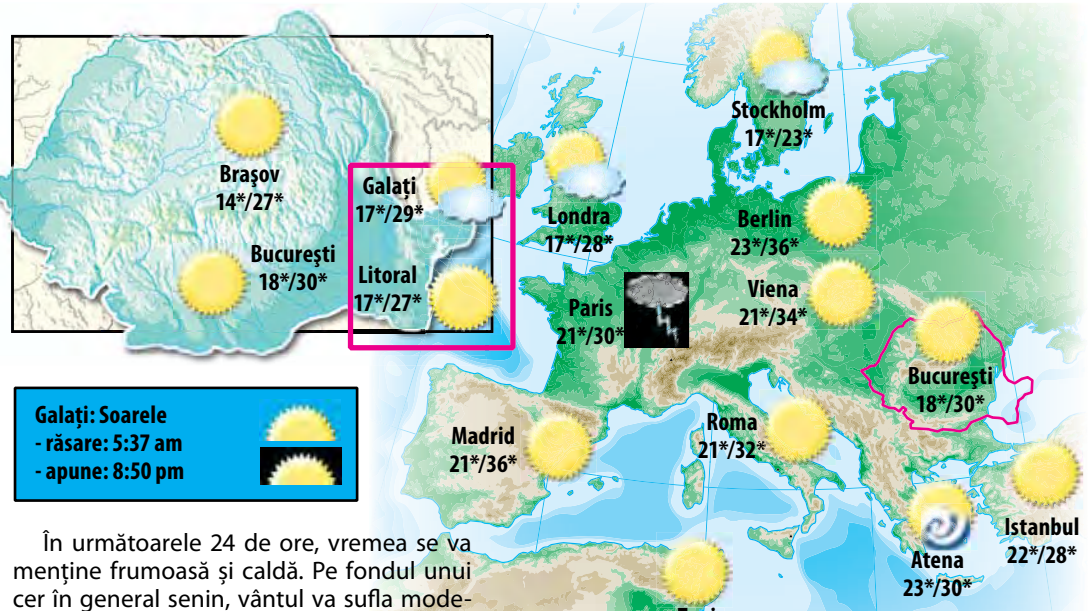 Brașov
14*/27*
București
18*/30*
Galați
17*/29*
Litoral
17*/27*
Stockholm
17*/23*
Londra
17*/28*
Berlin
23*/36*
Paris
21*/30*
Viena
21*/34*
București
18*/30*
Madrid
21*/36*
Roma
21*/32*
Istanbul
22*/28*
Atena
23*/30*
Galați: Soarele
- răsare: 5:37 am
- apune: 8:50 pm
În următoarele 24 de ore, vremea se va
menține frumoasă și caldă. Pe fondul unui
cer în general senin, vântul va sufla mode-